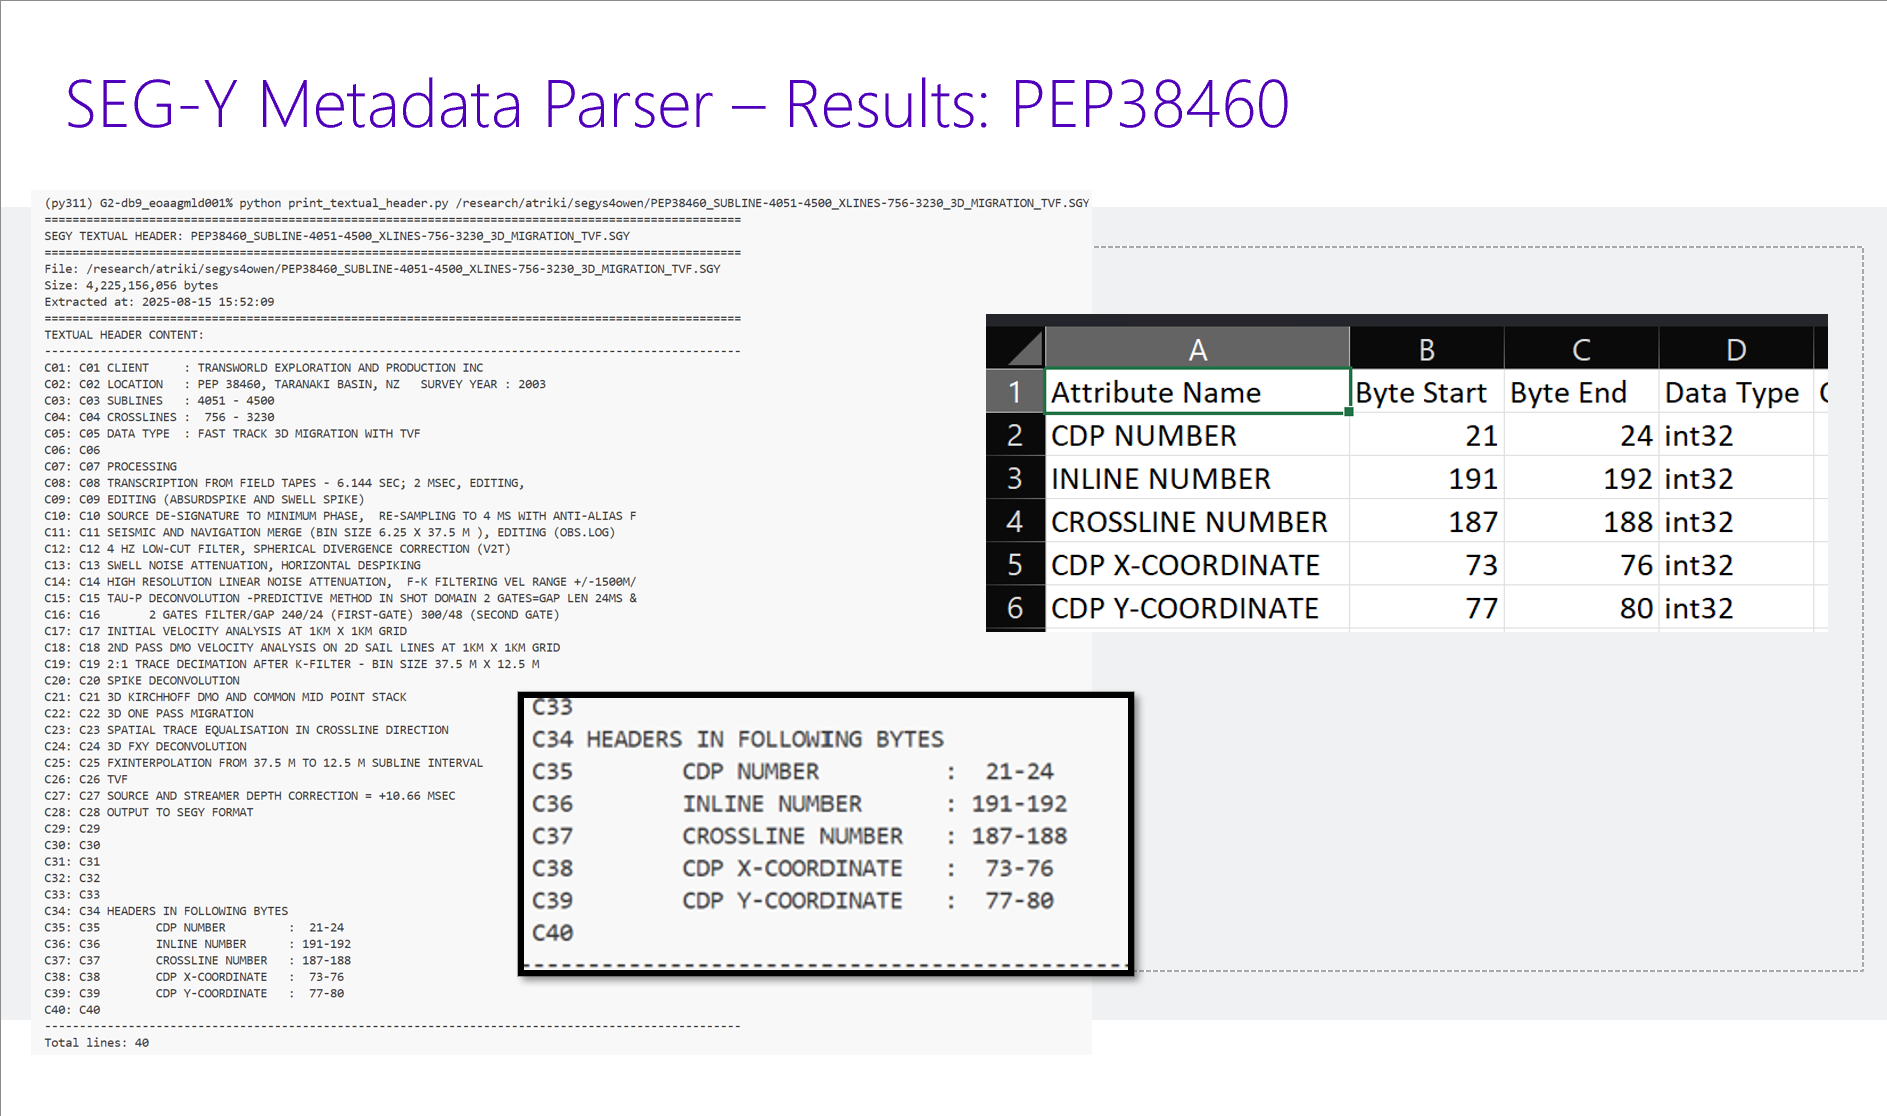 SEG-Y Metadata Parser – Results: PEP38460
(py311) G2-db9_eoaagmld001% python print_textual_header.py /research/atriki/segys4owen/PEP38460_SUBLINE-4051-4500_XLINES-756-3230_3D_MIGRATION_TVF.SGY
====================================================================================================
SEGY TEXTUAL HEADER: PEP38460_SUBLINE-4051-4500_XLINES-756-3230_3D_MIGRATION_TVF.SGY
====================================================================================================
File: /research/atriki/segys4owen/PEP38460_SUBLINE-4051-4500_XLINES-756-3230_3D_MIGRATION_TVF.SGY
Size: 4,225,156,056 bytes
Extracted at: 2025-08-15 15:52:09
====================================================================================================
TEXTUAL HEADER CONTENT:
----------------------------------------------------------------------------------------------------
C01: C01 CLIENT     : TRANSWORLD EXPLORATION AND PRODUCTION INC
C02: C02 LOCATION   : PEP 38460, TARANAKI BASIN, NZ   SURVEY YEAR : 2003
C03: C03 SUBLINES   : 4051 - 4500
C04: C04 CROSSLINES :  756 - 3230
C05: C05 DATA TYPE  : FAST TRACK 3D MIGRATION WITH TVF
C06: C06
C07: C07 PROCESSING
C08: C08 TRANSCRIPTION FROM FIELD TAPES - 6.144 SEC; 2 MSEC, EDITING,
C09: C09 EDITING (ABSURDSPIKE AND SWELL SPIKE)
C10: C10 SOURCE DE-SIGNATURE TO MINIMUM PHASE,  RE-SAMPLING TO 4 MS WITH ANTI-ALIAS F
C11: C11 SEISMIC AND NAVIGATION MERGE (BIN SIZE 6.25 X 37.5 M ), EDITING (OBS.LOG)
C12: C12 4 HZ LOW-CUT FILTER, SPHERICAL DIVERGENCE CORRECTION (V2T)
C13: C13 SWELL NOISE ATTENUATION, HORIZONTAL DESPIKING
C14: C14 HIGH RESOLUTION LINEAR NOISE ATTENUATION,  F-K FILTERING VEL RANGE +/-1500M/
C15: C15 TAU-P DECONVOLUTION -PREDICTIVE METHOD IN SHOT DOMAIN 2 GATES=GAP LEN 24MS &
C16: C16       2 GATES FILTER/GAP 240/24 (FIRST-GATE) 300/48 (SECOND GATE)
C17: C17 INITIAL VELOCITY ANALYSIS AT 1KM X 1KM GRID
C18: C18 2ND PASS DMO VELOCITY ANALYSIS ON 2D SAIL LINES AT 1KM X 1KM GRID
C19: C19 2:1 TRACE DECIMATION AFTER K-FILTER - BIN SIZE 37.5 M X 12.5 M
C20: C20 SPIKE DECONVOLUTION
C21: C21 3D KIRCHHOFF DMO AND COMMON MID POINT STACK
C22: C22 3D ONE PASS MIGRATION
C23: C23 SPATIAL TRACE EQUALISATION IN CROSSLINE DIRECTION
C24: C24 3D FXY DECONVOLUTION
C25: C25 FXINTERPOLATION FROM 37.5 M TO 12.5 M SUBLINE INTERVAL
C26: C26 TVF
C27: C27 SOURCE AND STREAMER DEPTH CORRECTION = +10.66 MSEC
C28: C28 OUTPUT TO SEGY FORMAT
C29: C29
C30: C30
C31: C31
C32: C32
C33: C33
C34: C34 HEADERS IN FOLLOWING BYTES
C35: C35        CDP NUMBER         :  21-24
C36: C36        INLINE NUMBER      : 191-192
C37: C37        CROSSLINE NUMBER   : 187-188
C38: C38        CDP X-COORDINATE   :  73-76
C39: C39        CDP Y-COORDINATE   :  77-80
C40: C40
----------------------------------------------------------------------------------------------------
Total lines: 40
A B C D
1 Attribute Name Byte Start Byte End Data Type
2 CDP NUMBER 21 24 int32
3 INLINE NUMBER 191 192 int32
4 CROSSLINE NUMBER 187 188 int32
5 CDP X-COORDINATE 73 76 int32
6 CDP Y-COORDINATE 77 80 int32
C33
C34 HEADERS IN FOLLOWING BYTES
C35        CDP NUMBER         :  21-24
C36        INLINE NUMBER      : 191-192
C37        CROSSLINE NUMBER   : 187-188
C38        CDP X-COORDINATE   :  73-76
C39        CDP Y-COORDINATE   :  77-80
C40